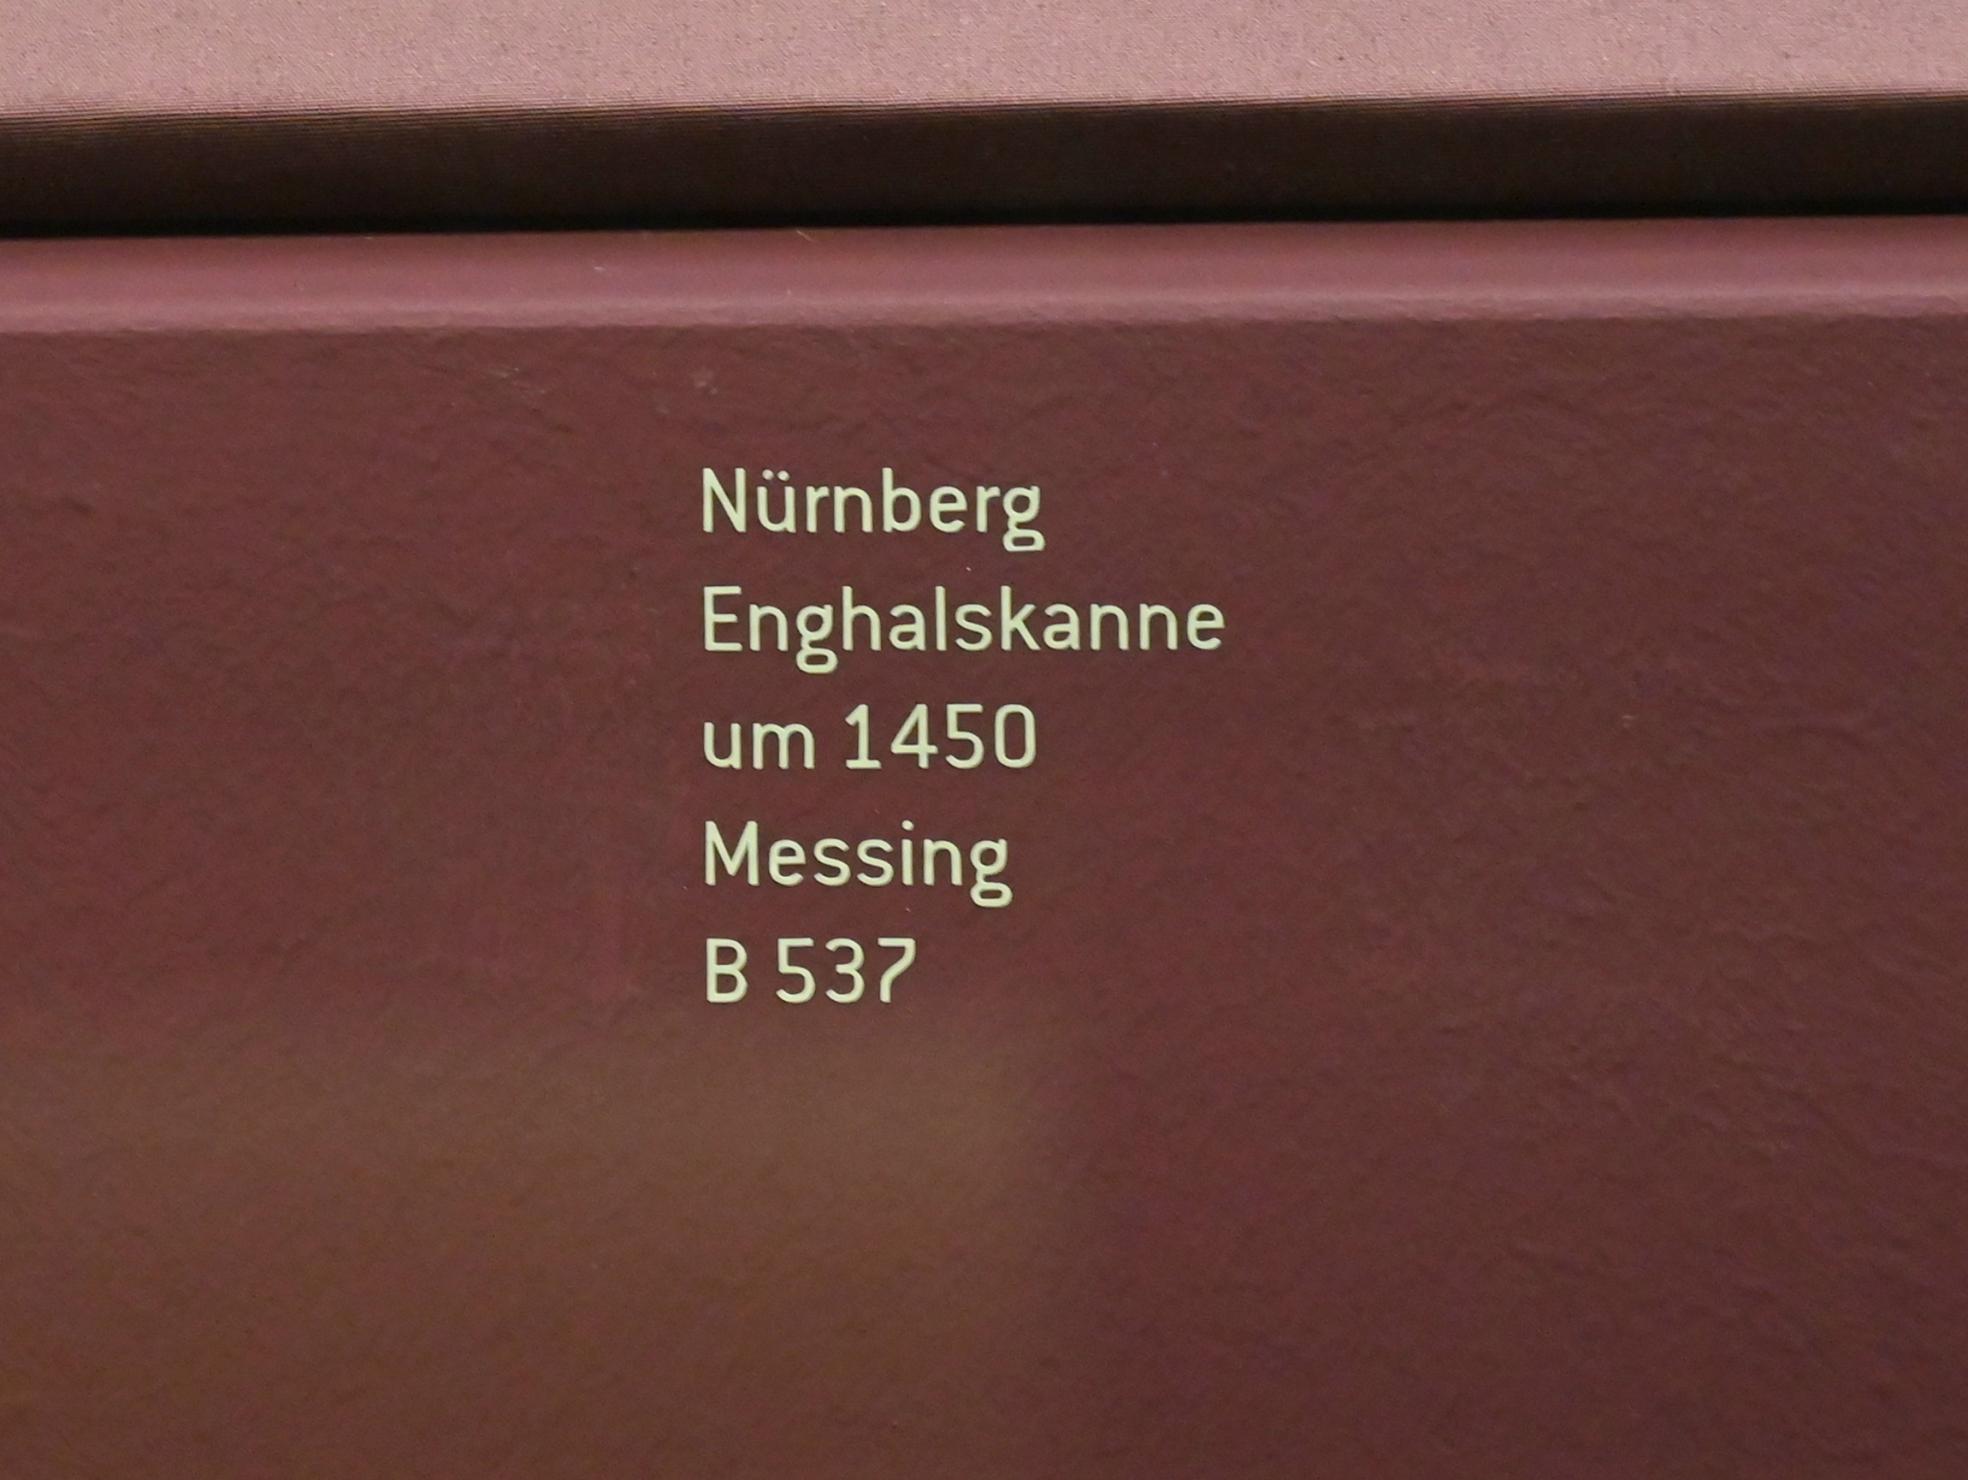 Nürnberg
Enghalskanne
um 1450
Messing
B 537